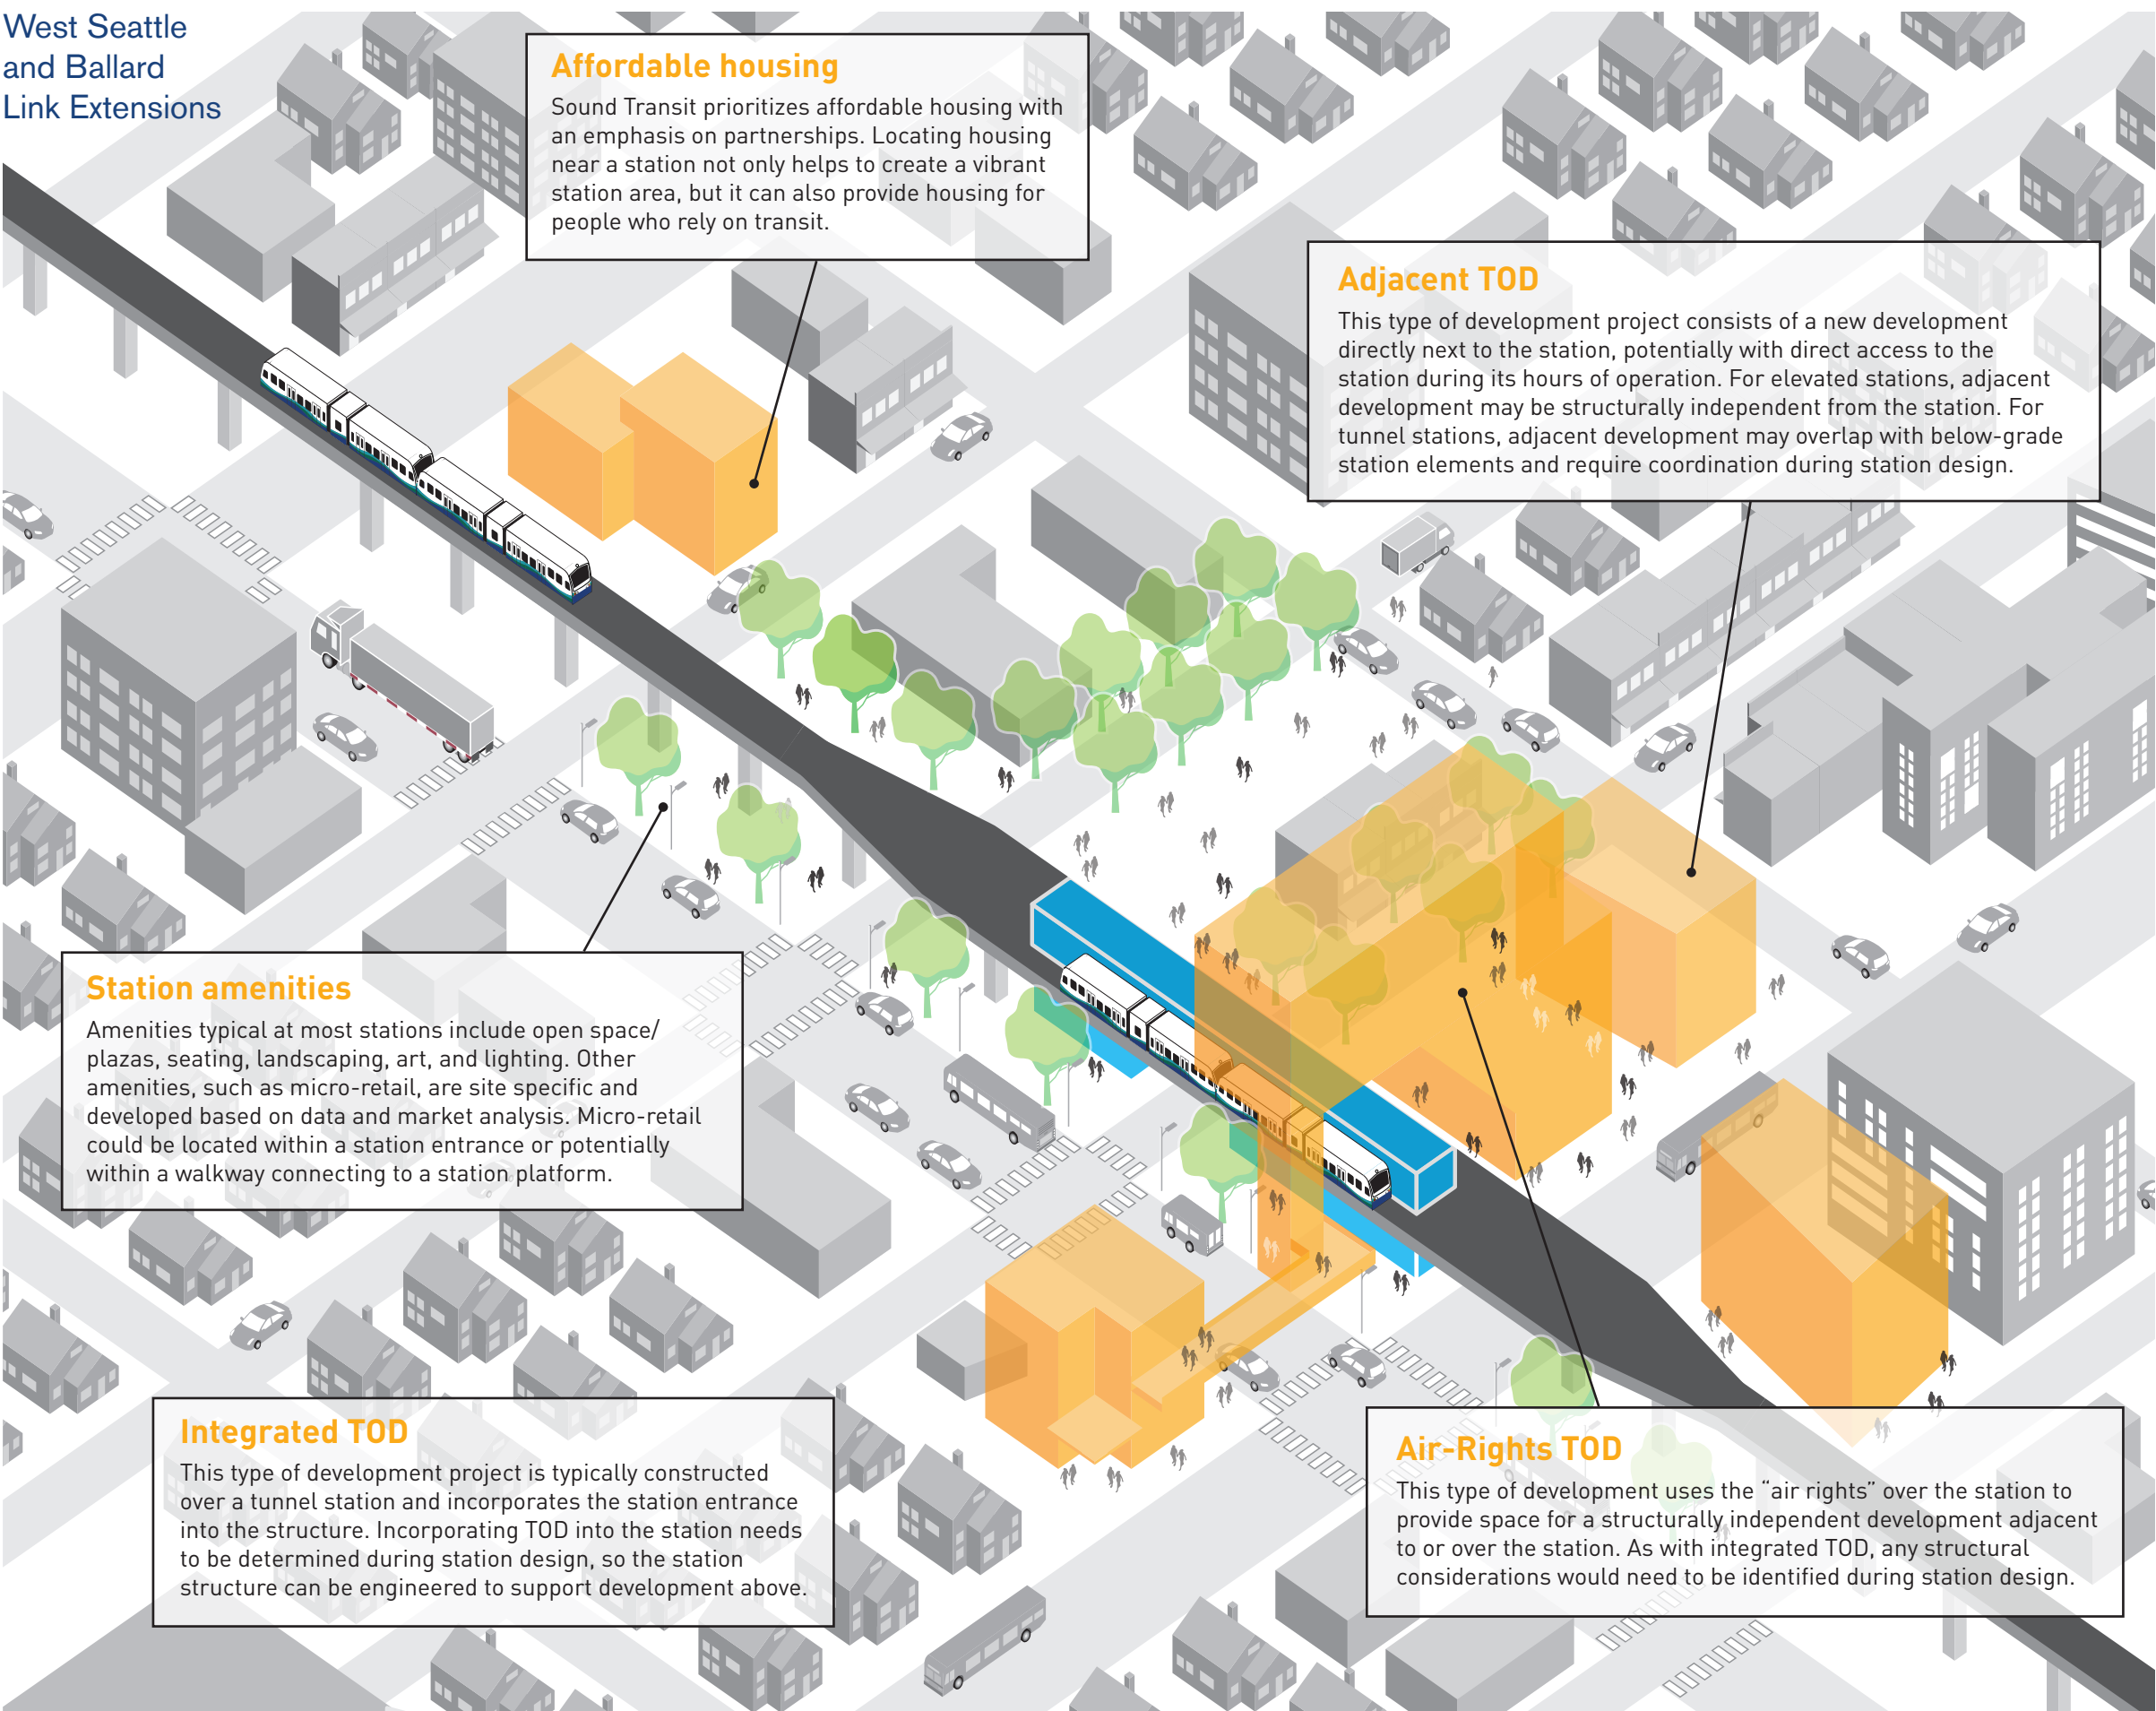 West Seattle
and Ballard
Link Extensions
Affordable housing
Sound Transit prioritizes affordable housing with
an emphasis on partnerships. Locating housing
near a station not only helps to create a vibrant
station area, but it can also provide housing for
people who rely on transit.
Adjacent TOD
This type of development project consists of a new development
directly next to the station, potentially with direct access to the
station during its hours of operation. For elevated stations, adjacent
development may be structurally independent from the station. For
tunnel stations, adjacent development may overlap with below-grade
station elements and require coordination during station design.
Station amenities
Amenities typical at most stations include open space/
plazas, seating, landscaping, art, and lighting. Other
amenities, such as micro-retail, are site specific and
developed based on data and market analysis. Micro-retail
could be located within a station entrance or potentially
within a walkway connecting to a station platform.
Integrated TOD
This type of development project is typically constructed
over a tunnel station and incorporates the station entrance
into the structure. Incorporating TOD into the station needs
to be determined during station design, so the station
structure can be engineered to support development above.
Air-Rights TOD
This type of development uses the “air rights” over the station to
provide space for a structurally independent development adjacent
to or over the station. As with integrated TOD, any structural
considerations would need to be identified during station design.